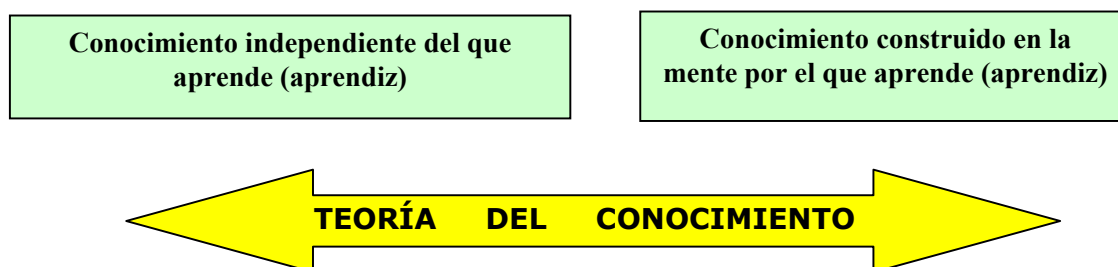 Conocimiento independiente del que
aprende (aprendiz)
Conocimiento construido en la
mente por el que aprende (aprendiz)
TEORÍA DEL CONOCIMIENTO